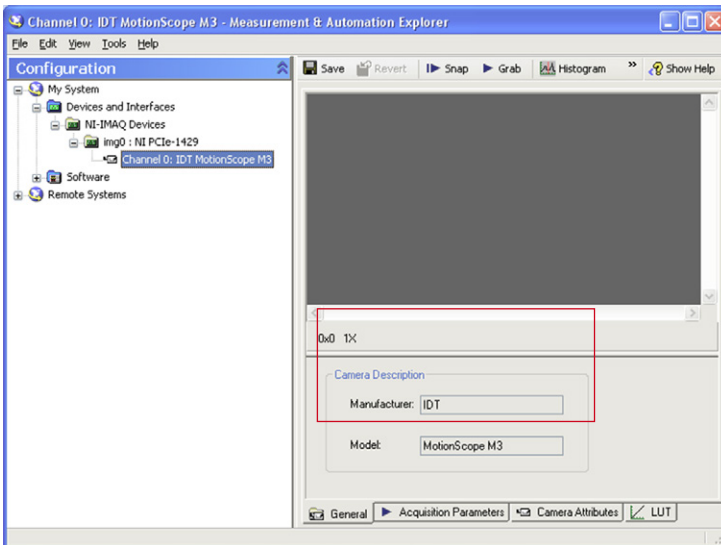 Channel 0: IDT MotionScope M3 - Measurement & Automation Explorer
File Edit View Tools Help
Configuration
Save Revert Snap Grab Histogram » Show Help
My System
Devices and Interfaces
NI-IMAQ Devices
img0 : NI PCIe-1429
Channel 0: IDT MotionScope M3
Software
Remote Systems
0x0 1X
Camera Description
Manufacturer: IDT
Model: MotionScope M3
General Acquisition Parameters Camera Attributes LUT